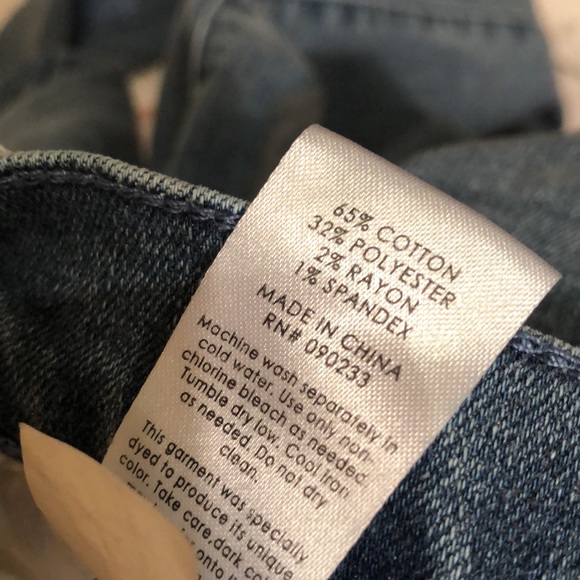 65% COTTON
32% POLYESTER
2% RAYON
1% SPANDEX
MADE IN CHINA
RN# 090233
Machine wash separately in
cold water. Use only non-
chlorine bleach as needed.
Tumble dry low. Cool iron
as needed. Do not dry
clean.
This garment was specially
dyed to produce its unique
color. Take care,dark
onto